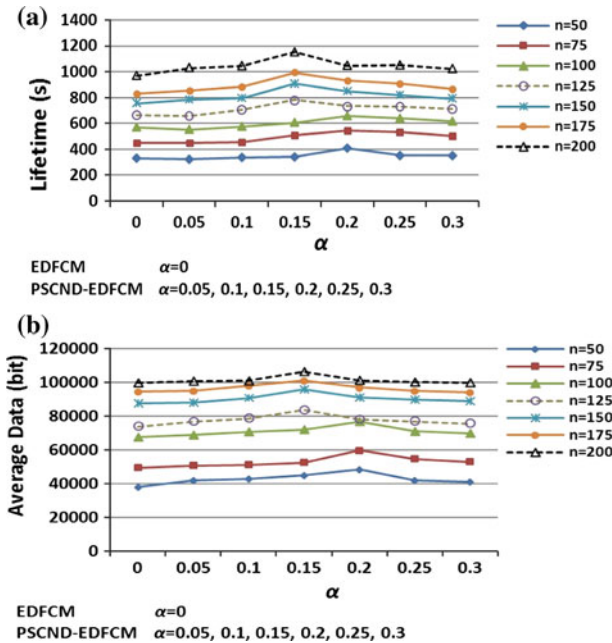 (a)
1400
1200
1000
800
600
400
200
0
Lifetime (s)
0 0.05 0.1 0.15 0.2 0.25 0.3
α
n=50
n=75
n=100
n=125
n=150
n=175
n=200
EDFCM α=0
PSCND-EDFCM α=0.05, 0.1, 0.15, 0.2, 0.25, 0.3
(b)
120000
100000
80000
60000
40000
20000
0
Average Data (bit)
0 0.05 0.1 0.15 0.2 0.25 0.3
α
n=50
n=75
n=100
n=125
n=150
n=175
n=200
EDFCM α=0
PSCND-EDFCM α=0.05, 0.1, 0.15, 0.2, 0.25, 0.3